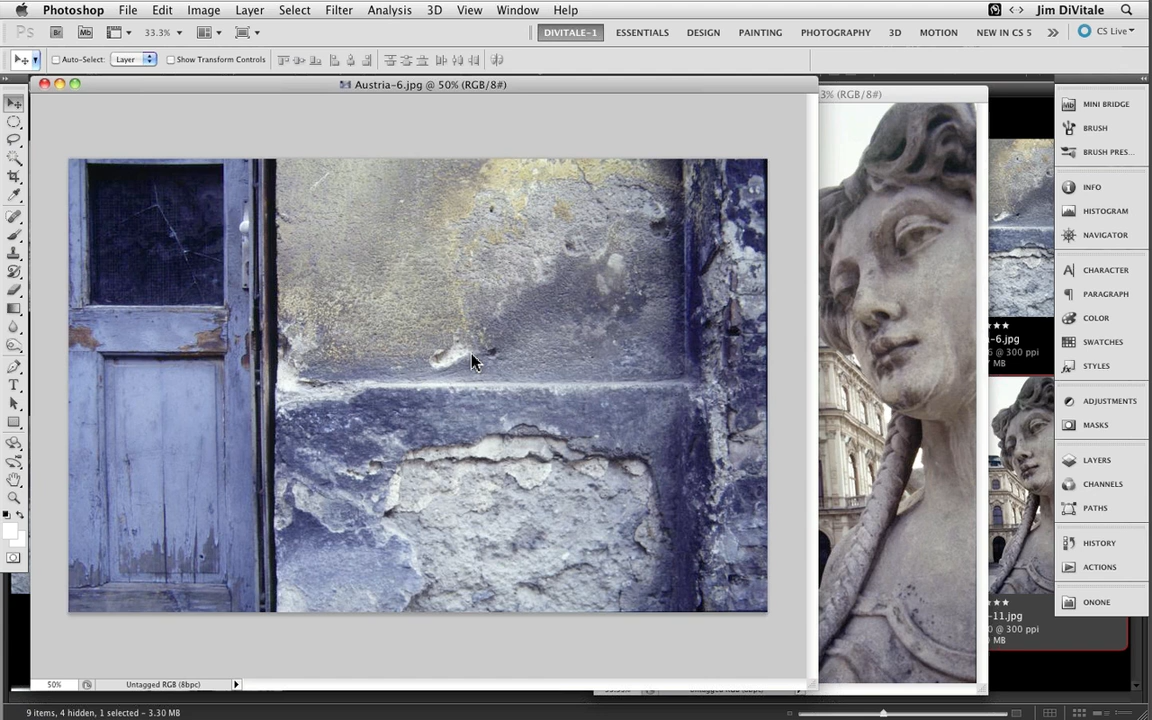 Photoshop File Edit Image Layer Select Filter Analysis 3D View Window Help Jim DiVitale
Ps Br Mb 33.3% DIVITALE-1 ESSENTIALS DESIGN PAINTING PHOTOGRAPHY 3D MOTION NEW IN CS 5 CS Live
Auto-Select: Layer Show Transform Controls
Austria-6.jpg @ 50% (RGB/8#)
3% (RGB/8#)
MINI BRIDGE
BRUSH
BRUSH PRES...
INFO
HISTOGRAM
NAVIGATOR
CHARACTER
PARAGRAPH
COLOR
SWATCHES
STYLES
ADJUSTMENTS
MASKS
LAYERS
CHANNELS
PATHS
HISTORY
ACTIONS
ONONE
-6.jpg
6 @ 300 ppi
MB
-11.jpg
0 @ 300 ppi
MB
50% Untagged RGB (8bpc)
9 items, 4 hidden, 1 selected - 3.30 MB